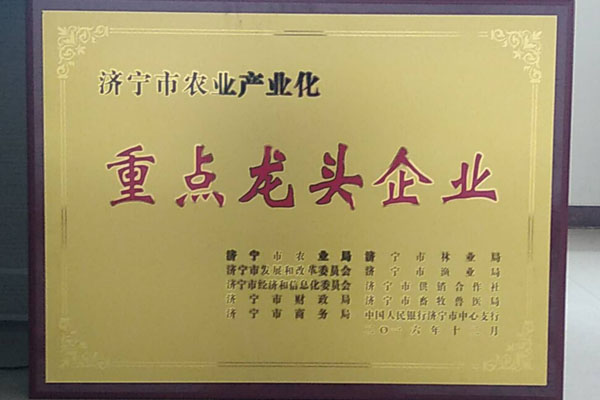 济宁市农业产业化
重点龙头企业
济宁市农业局 济宁市林业局
济宁市发展和改革委员会 济宁市渔业局
济宁市经济和信息化委员会 济宁市供销合作社
济宁市财政局 济宁市畜牧兽医局
济宁市商务局 中国人民银行济宁市中心支行
二〇一六年十二月